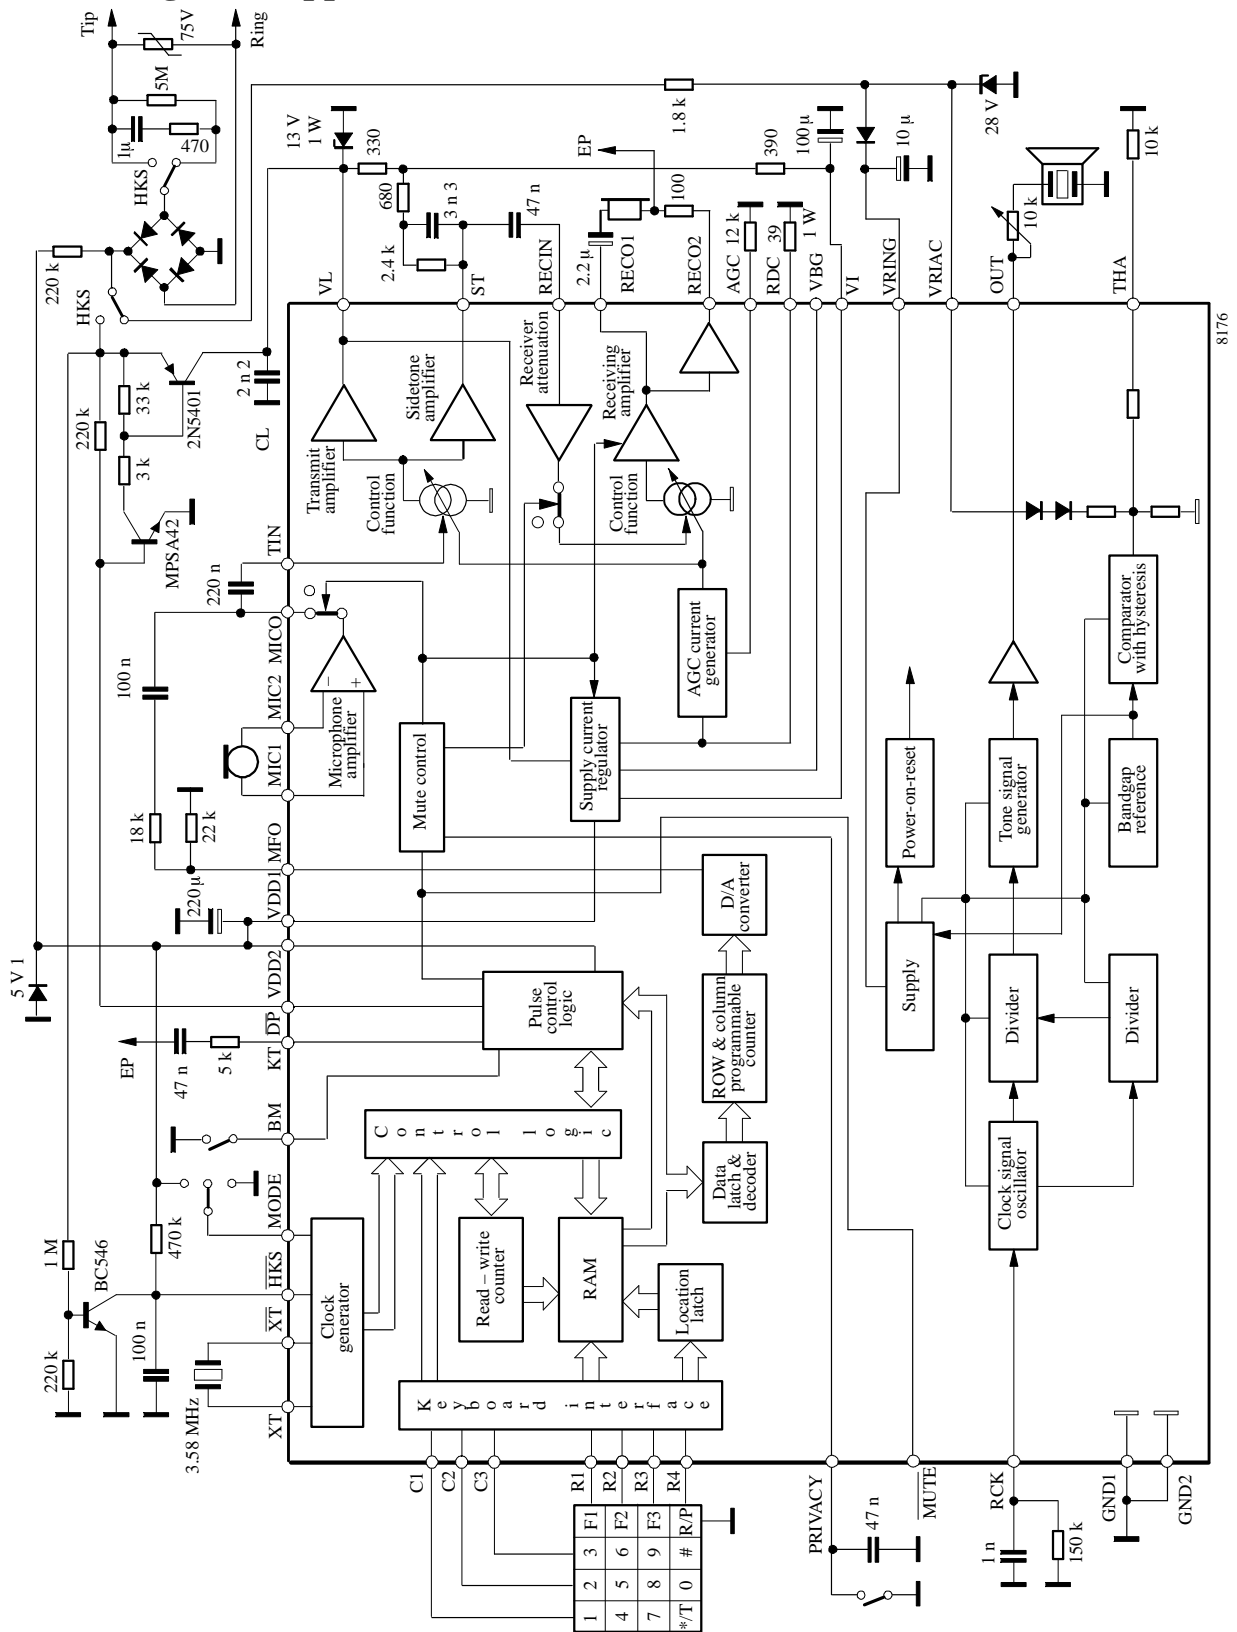 Tip
75V
Ring
5M
1μ
470
HKS
220 k
HKS
33 k
220 k
3 k
2N5401
MPSA42
2 n 2
CL
13 V
1 W
330
680
3 n 3
2.4 k
47 n
EP
2.2 μ
100
1.8 k
390
12 k
39
1 W
100 μ
10 μ
28 V
10 k
10 k
VL
ST
RECIN
RECO1
RECO2
AGC
RDC
VBG
VI
VRING
VRIAC
OUT
THA
8176
TIN
220 n
MICO
100 n
MIC2
MIC1
18 k
22 k
MFO
220 μ
VDD1
VDD2
5 V 1
DP
KT
EP
47 n
5 k
BM
MODE
470 k
HKS
1 M
BC546
XT
220 k
100 n
3.58 MHz
XT
Transmit
amplifier
Sidetone
amplifier
Receiver
attenuation
Receiving
amplifier
Control
function
Control
function
Microphone
amplifier
−
+
Mute control
Supply current
regulator
AGC current
generator
Power-on-reset
Tone signal
generator
Comparator
with hysteresis
Bandgap
reference
D/A
converter
Pulse
control
logic
ROW & column
programmable
counter
Supply
Divider
Divider
Control logic
Data
latch &
decoder
Clock signal
oscillator
Clock
generator
Read – write
counter
RAM
Location
latch
Keyboard interface
C1
C2
C3
R1
R2
R3
R4
PRIVACY
MUTE
RCK
GND1
GND2
47 n
1 n
150 k
1 2 3 F1
4 5 6 F2
7 8 9 F3
*/T 0 # R/P